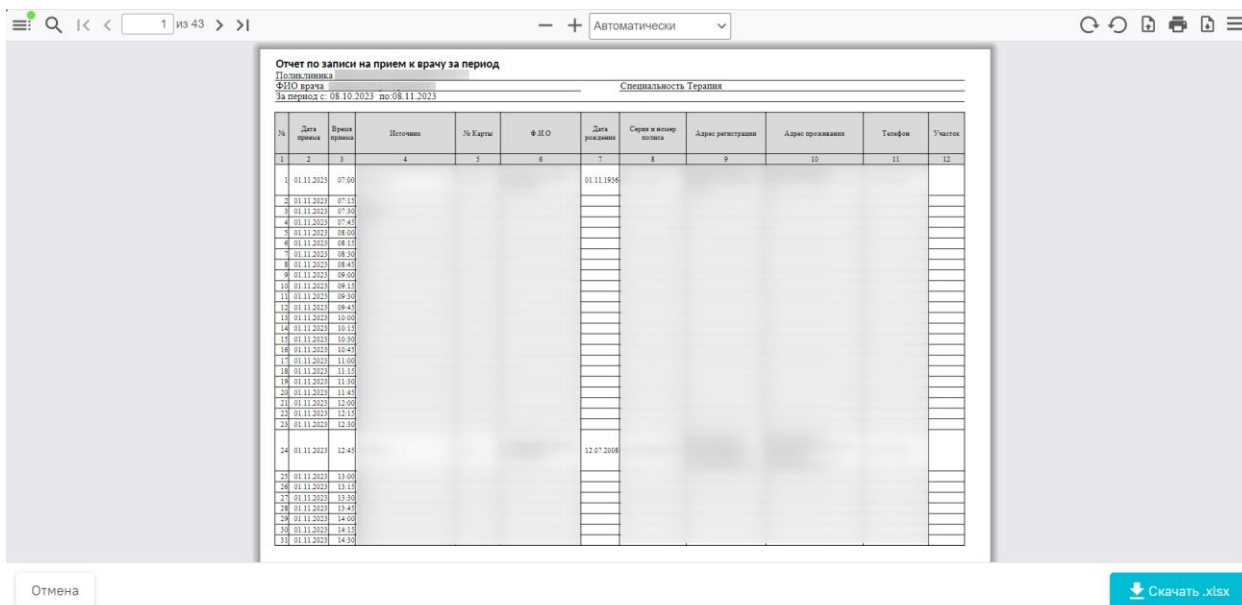 1 из 43 Автоматически
Отчет по записи на прием к врачу за период
Поликлиника
ФИО врача Специальность Терапия
За период с: 08.10.2023 по:08.11.2023
№ Дата приема Время приема Источник № Карты Ф.И.О Дата рождения Серия и номер полиса Адрес регистрации Адрес проживания Телефон Участок
1 2 3 4 5 6 7 8 9 10 11 12
1 01.11.2023 07:00 01.11.1936
2 01.11.2023 07:15
3 01.11.2023 07:30
4 01.11.2023 07:45
5 01.11.2023 08:00
6 01.11.2023 08:15
7 01.11.2023 08:30
8 01.11.2023 08:45
9 01.11.2023 09:00
10 01.11.2023 09:15
11 01.11.2023 09:30
12 01.11.2023 09:45
13 01.11.2023 10:00
14 01.11.2023 10:15
15 01.11.2023 10:30
16 01.11.2023 10:45
17 01.11.2023 11:00
18 01.11.2023 11:15
19 01.11.2023 11:30
20 01.11.2023 11:45
21 01.11.2023 12:00
22 01.11.2023 12:15
23 01.11.2023 12:30
24 01.11.2023 12:45 12.07.2008
25 01.11.2023 13:00
26 01.11.2023 13:15
27 01.11.2023 13:30
28 01.11.2023 13:45
29 01.11.2023 14:00
30 01.11.2023 14:15
31 01.11.2023 14:30
Отмена Скачать .xlsx